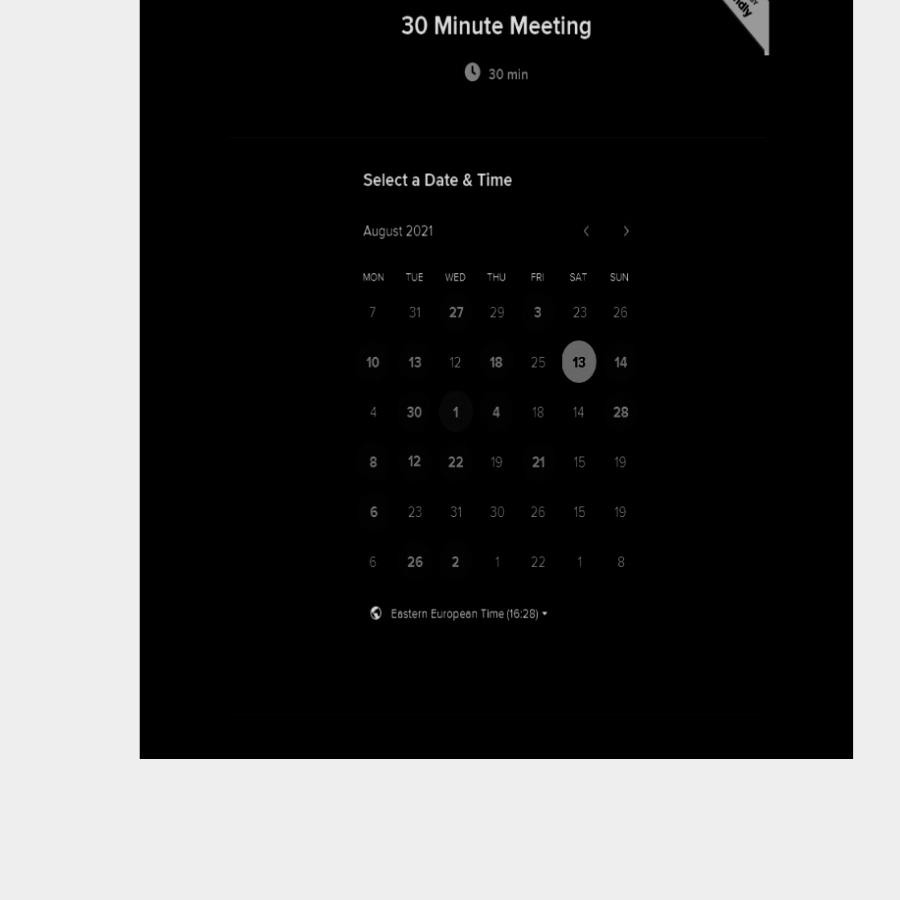 30 Minute Meeting
30 min
Select a Date & Time
August 2021
MON TUE WED THU FRI SAT SUN
7 31 27 29 3 23 26
10 13 12 18 25 13 14
4 30 1 4 18 14 28
8 12 22 19 21 15 19
6 23 31 30 26 15 19
6 26 2 1 22 1 8
Eastern European Time (16:28)